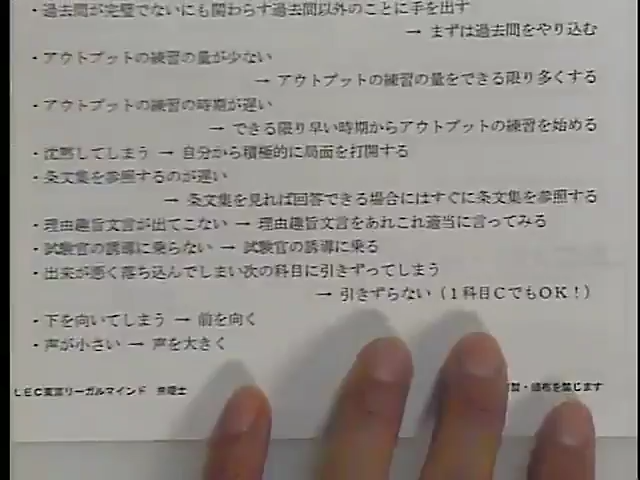 ・過去問が完璧でないにも関わらず過去問以外のことに手を出す
→ まずは過去問をやり込む
・アウトプットの練習の量が少ない
→ アウトプットの練習の量をできる限り多くする
・アウトプットの練習の時期が遅い
→ できる限り早い時期からアウトプットの練習を始める
・沈黙してしまう → 自分から積極的に局面を打開する
・条文集を参照するのが遅い
→ 条文集を見れば回答できる場合にはすぐに条文集を参照する
・理由趣旨文言が出てこない → 理由趣旨文言をあれこれ適当に言ってみる
・試験官の誘導に乗らない → 試験官の誘導に乗る
・出来が悪く落ち込んでしまい次の科目に引きずってしまう
→ 引きずらない（１科目ＣでもＯＫ！）
・下を向いてしまう → 前を向く
・声が小さい → 声を大きく
ＬＥＣ東京リーガルマインド 弁理士
複製・頒布を禁じます